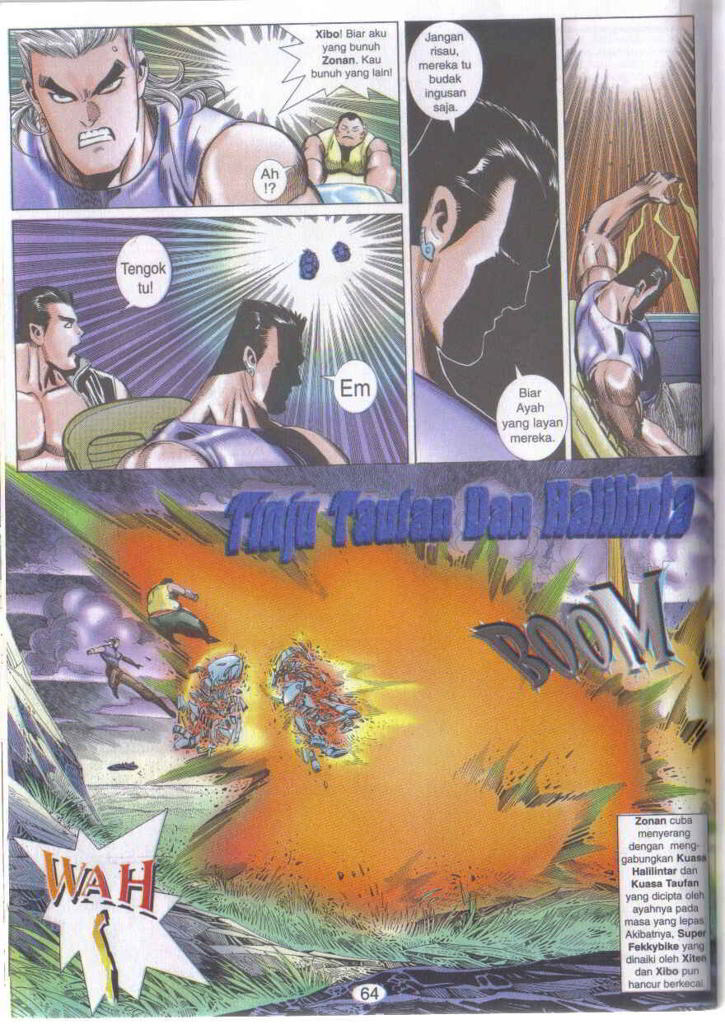 Xibo! Biar aku
yang bunuh
Zonan. Kau
bunuh yang lain!
Ah
!?
Tengok
tu!
Em
Jangan
risau,
mereka tu
budak
ingusan
saja.
Biar
Ayah
yang layan
mereka.
Tinju Taufan Dan Halilinta
BOOM
WAH
!
Zonan cuba
menyerang
dengan meng-
gabungkan Kuasa
Halilintar dan
Kuasa Taufan
yang dicipta oleh
ayahnya pada
masa yang lepas.
Akibatnya, Super
Fekkybike yang
dinaiki oleh Xiten
dan Xibo pun
hancur berkecai.
64